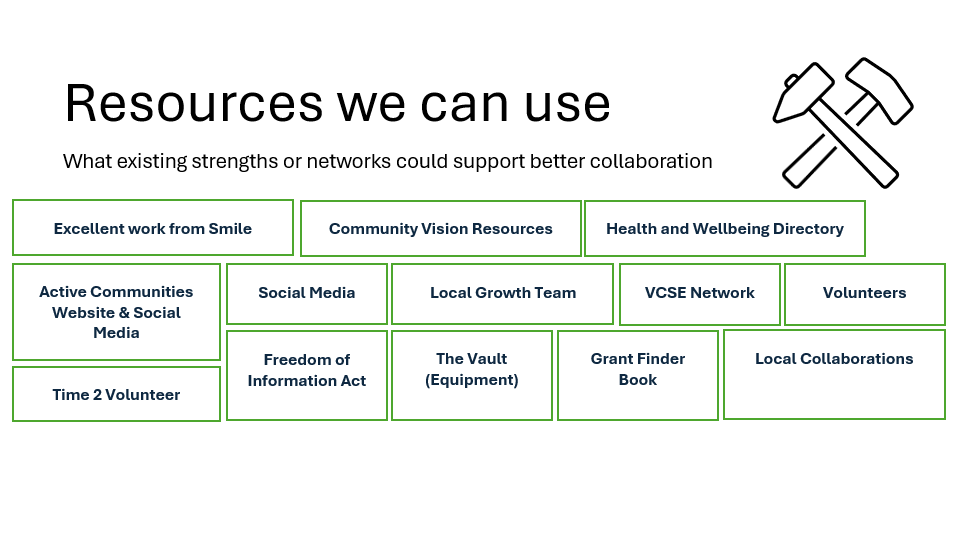 Resources we can use
What existing strengths or networks could support better collaboration
Excellent work from Smile
Community Vision Resources
Health and Wellbeing Directory
Active Communities
Website & Social
Media
Social Media
Local Growth Team
VCSE Network
Volunteers
Time 2 Volunteer
Freedom of
Information Act
The Vault
(Equipment)
Grant Finder
Book
Local Collaborations